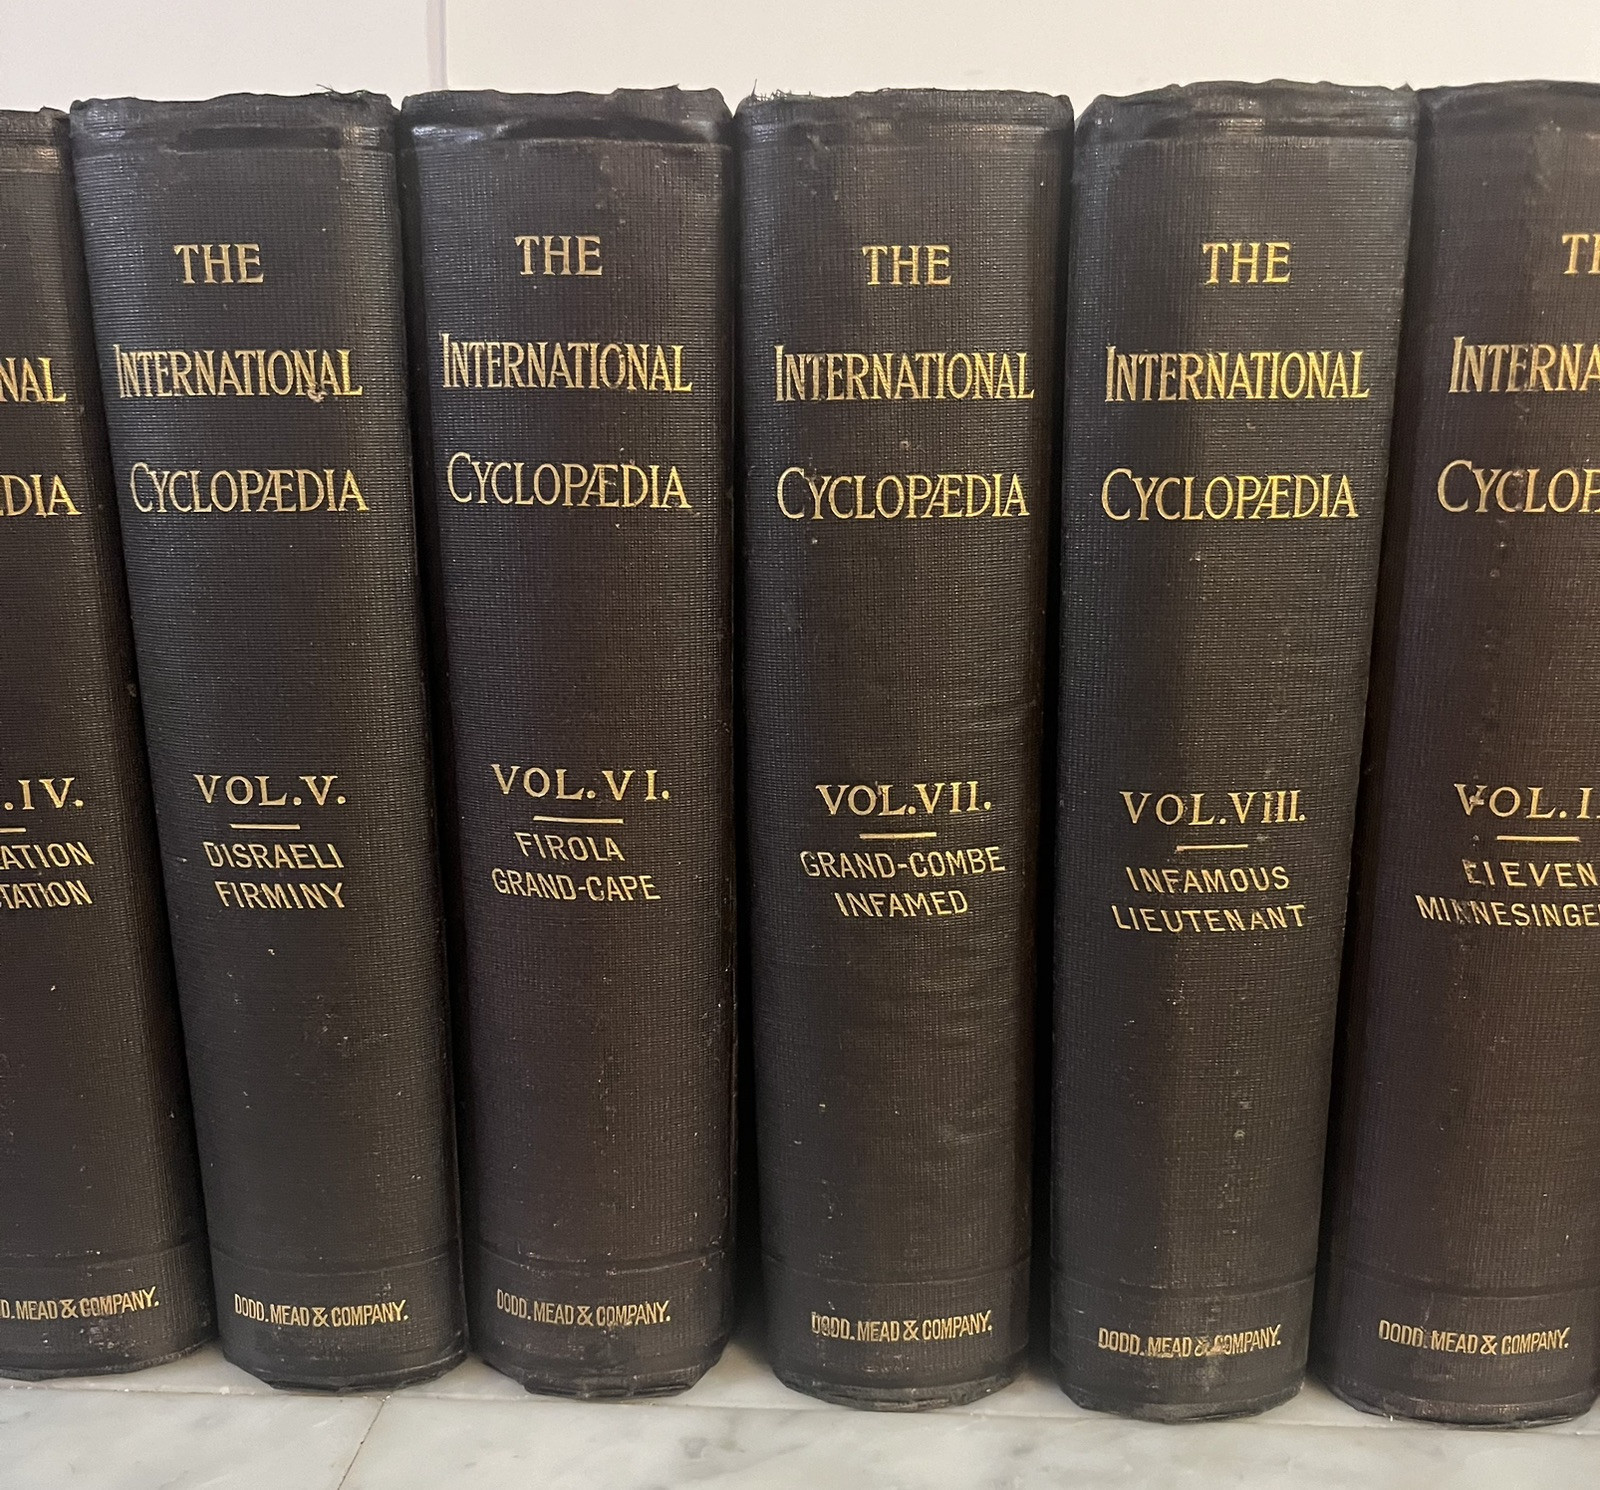 THE
INTERNATIONAL
CYCLOPÆDIA
VOL.V.
DISRAELI
FIRMINY
DODD. MEAD & COMPANY.
THE
INTERNATIONAL
CYCLOPÆDIA
VOL.VI.
FIROLA
GRAND-CAPE
DODD. MEAD & COMPANY.
THE
INTERNATIONAL
CYCLOPÆDIA
VOL.VII.
GRAND-COMBE
INFAMED
DODD. MEAD & COMPANY.
THE
INTERNATIONAL
CYCLOPÆDIA
VOL.VIII.
INFAMOUS
LIEUTENANT
DODD. MEAD & COMPANY.
DODD. MEAD & COMPANY.